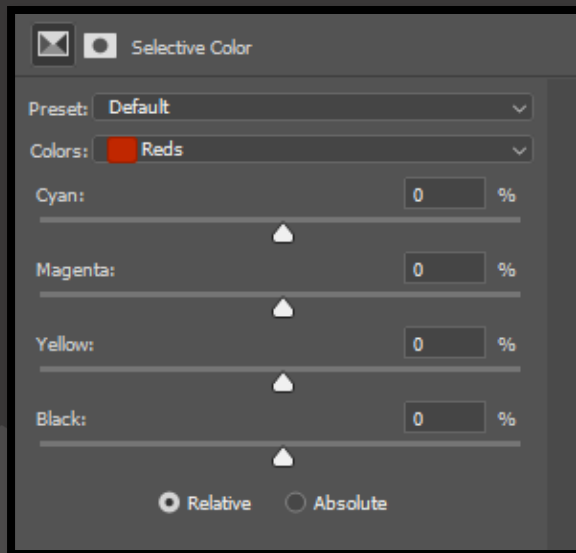 Selective Color
Preset: Default
Colors: Reds
Cyan: 0 %
Magenta: 0 %
Yellow: 0 %
Black: 0 %
Relative Absolute